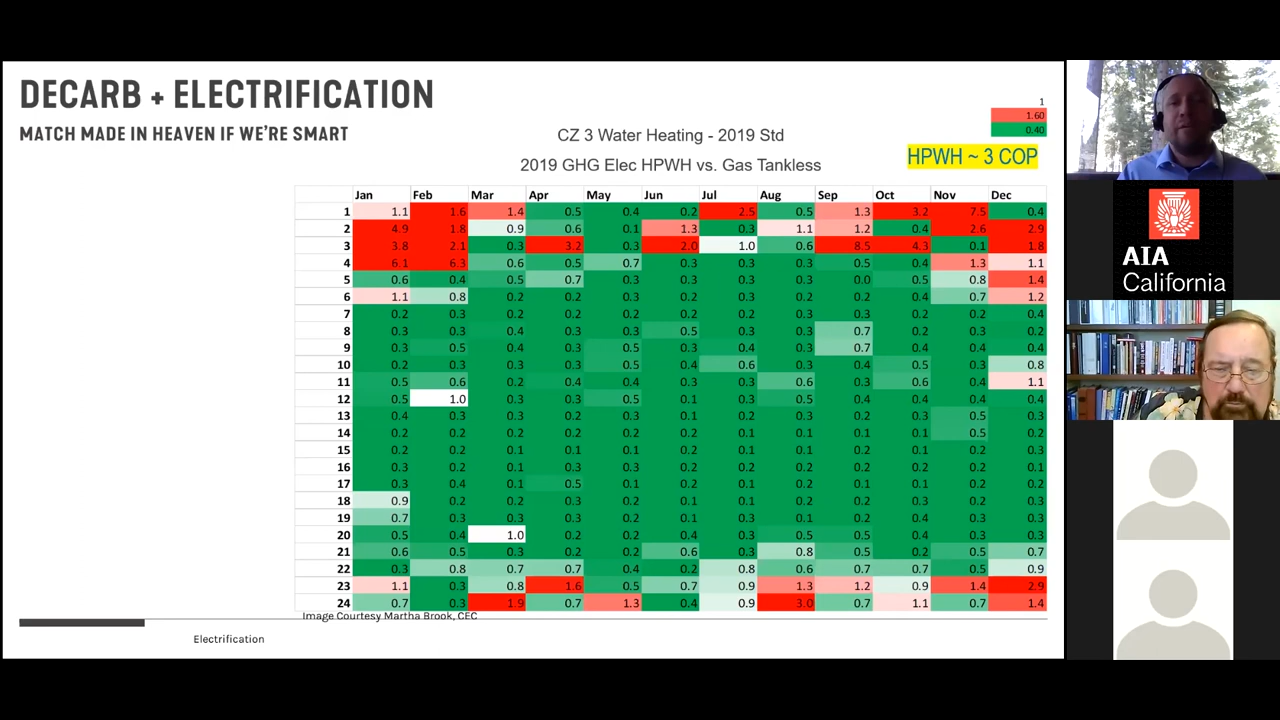 DECARB + ELECTRIFICATION
MATCH MADE IN HEAVEN IF WE'RE SMART
CZ 3 Water Heating - 2019 Std
2019 GHG Elec HPWH vs. Gas Tankless
1
1.60
0.40
HPWH ~ 3 COP
Jan Feb Mar Apr May Jun Jul Aug Sep Oct Nov Dec
1 1.1 1.6 1.4 0.5 0.4 0.2 2.5 0.5 1.3 3.2 7.5 0.4
2 4.9 1.8 0.9 0.6 0.1 1.3 0.3 1.1 1.2 0.4 2.6 2.9
3 3.8 2.1 0.3 3.2 0.3 2.0 1.0 0.6 8.5 4.3 0.1 1.8
4 6.1 6.3 0.6 0.5 0.7 0.3 0.3 0.3 0.5 0.4 1.3 1.1
5 0.6 0.4 0.5 0.7 0.3 0.3 0.3 0.3 0.0 0.5 0.8 1.4
6 1.1 0.8 0.2 0.2 0.3 0.2 0.3 0.2 0.2 0.4 0.7 1.2
7 0.2 0.3 0.2 0.2 0.2 0.2 0.3 0.2 0.2 0.2 0.2 0.4
8 0.3 0.3 0.4 0.3 0.3 0.5 0.3 0.3 0.7 0.2 0.3 0.2
9 0.3 0.5 0.4 0.3 0.5 0.3 0.4 0.3 0.7 0.4 0.4 0.4
10 0.2 0.3 0.3 0.3 0.5 0.4 0.6 0.3 0.4 0.5 0.3 0.8
11 0.5 0.6 0.2 0.4 0.4 0.3 0.2 0.6 0.3 0.6 0.4 1.1
12 0.5 1.0 0.3 0.3 0.5 0.1 0.3 0.5 0.4 0.4 0.4 0.4
13 0.4 0.3 0.3 0.2 0.3 0.1 0.2 0.3 0.2 0.3 0.5 0.3
14 0.2 0.2 0.2 0.2 0.2 0.2 0.1 0.1 0.1 0.1 0.5 0.2
15 0.2 0.2 0.1 0.1 0.1 0.2 0.1 0.2 0.2 0.1 0.2 0.3
16 0.3 0.2 0.1 0.3 0.3 0.2 0.2 0.2 0.2 0.2 0.2 0.1
17 0.3 0.4 0.1 0.5 0.1 0.2 0.1 0.2 0.1 0.1 0.2 0.2
18 0.9 0.2 0.2 0.3 0.2 0.1 0.1 0.2 0.2 0.3 0.2 0.3
19 0.7 0.3 0.3 0.3 0.2 0.1 0.3 0.1 0.2 0.4 0.3 0.3
20 0.5 0.4 1.0 0.2 0.2 0.4 0.3 0.5 0.5 0.4 0.3 0.3
21 0.6 0.5 0.3 0.2 0.2 0.6 0.3 0.8 0.5 0.2 0.5 0.7
22 0.3 0.8 0.7 0.7 0.4 0.2 0.8 0.6 0.7 0.7 0.5 0.9
23 1.1 0.3 0.8 1.6 0.5 0.7 0.9 1.3 1.2 0.9 1.4 2.9
24 0.7 0.3 1.9 0.7 1.3 0.4 0.9 3.0 0.7 1.1 0.7 1.4
Image Courtesy Martha Brook, CEC
Electrification
AIA
California